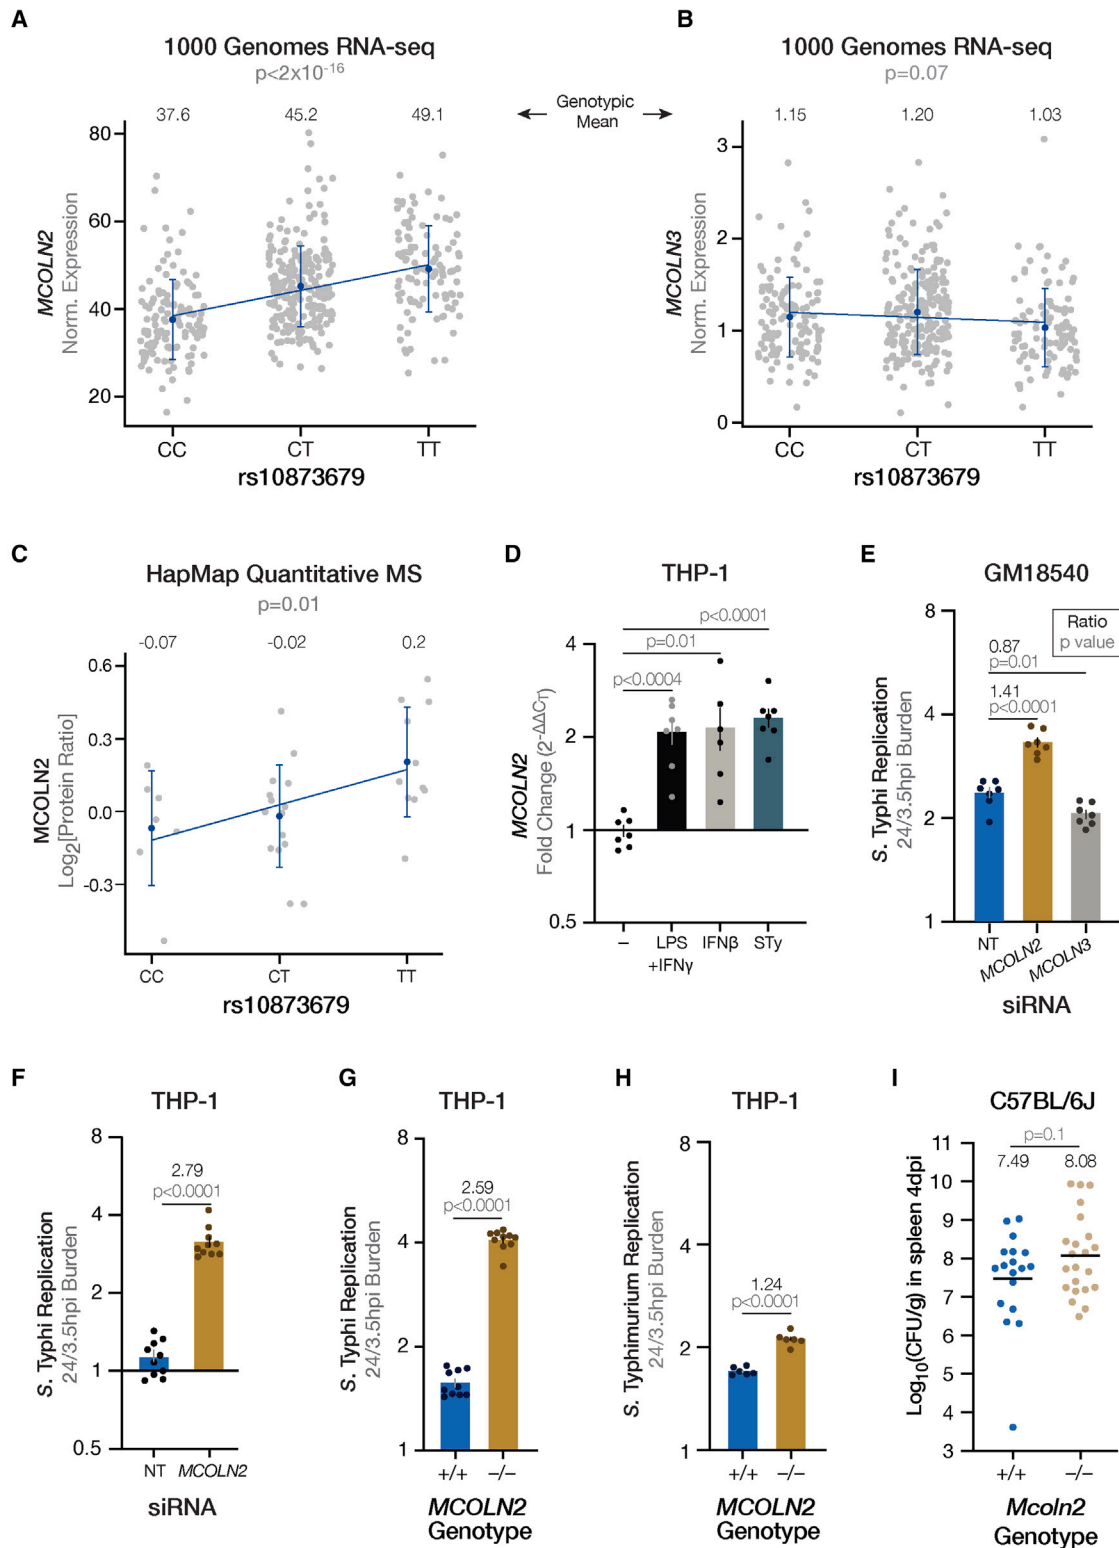 A
1000 Genomes RNA-seq
p<2x10⁻¹⁶
37.6 45.2 49.1
MCOLN2
Norm. Expression
80
60
40
20
CC CT TT
rs10873679
Genotypic
Mean
B
1000 Genomes RNA-seq
p=0.07
1.15 1.20 1.03
MCOLN3
Norm. Expression
3
2
1
0
CC CT TT
rs10873679
C
HapMap Quantitative MS
p=0.01
-0.07 -0.02 0.2
MCOLN2
Log₂[Protein Ratio]
0.6
0.3
0.0
-0.3
CC CT TT
rs10873679
D
THP-1
p<0.0001
p=0.01
p<0.0004
MCOLN2
Fold Change (2^-ΔΔC_T)
4
2
1
0.5
– LPS IFNβ STy
+IFNγ
E
GM18540
Ratio
p value
0.87
p=0.01
1.41
p<0.0001
S. Typhi Replication
24/3.5hpi Burden
8
4
2
1
NT MCOLN2 MCOLN3
siRNA
F
THP-1
2.79
p<0.0001
S. Typhi Replication
24/3.5hpi Burden
8
4
2
1
0.5
NT MCOLN2
siRNA
G
THP-1
2.59
p<0.0001
S. Typhi Replication
24/3.5hpi Burden
8
4
2
1
+/+ –/–
MCOLN2
Genotype
H
THP-1
1.24
p<0.0001
S. Typhimurium Replication
24/3.5hpi Burden
8
4
2
1
+/+ –/–
MCOLN2
Genotype
I
C57BL/6J
p=0.1
7.49 8.08
Log₁₀(CFU/g) in spleen 4dpi
11
10
9
8
7
6
5
4
3
+/+ –/–
Mcoln2
Genotype